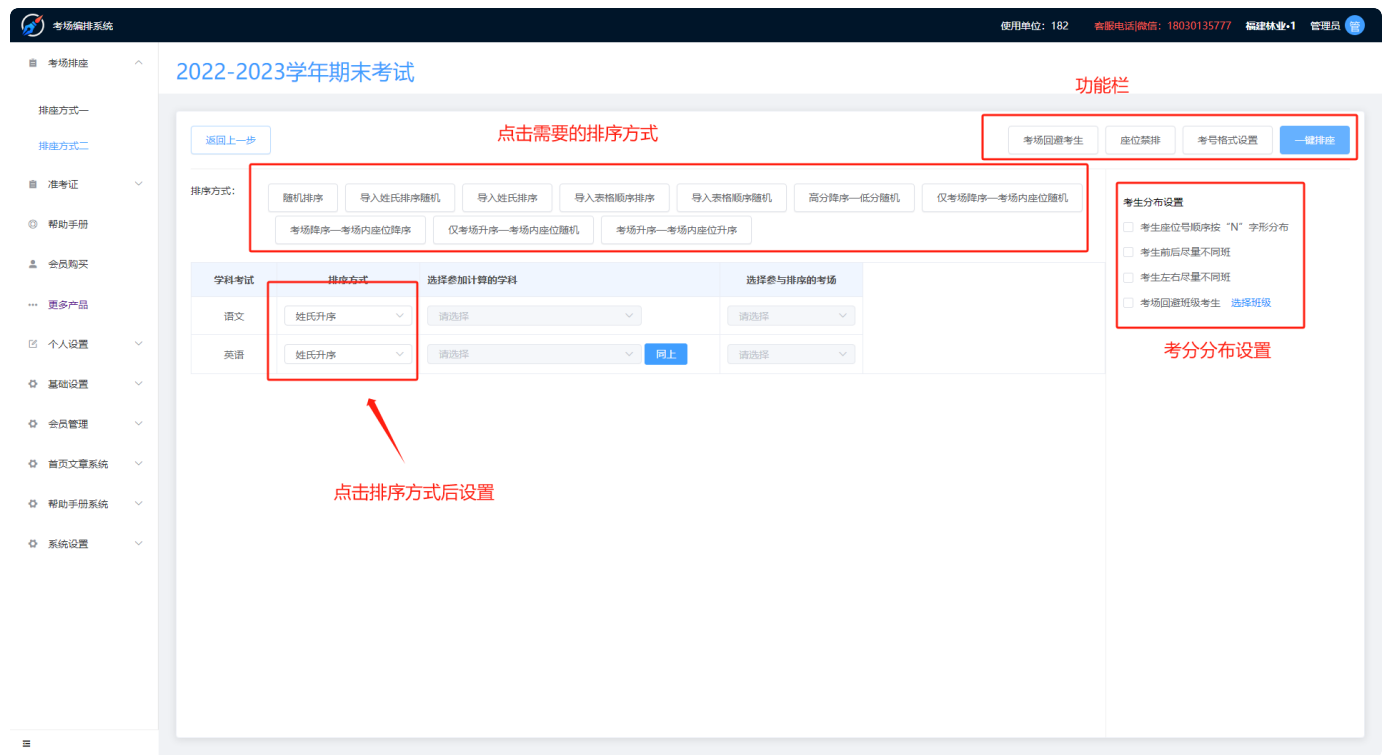 考场编排系统
使用单位：182 客服电话|微信：18030135777 福建林业-1 管理员 管
考场排座
2022-2023学年期末考试
功能栏
排座方式一
排座方式二
准考证
帮助手册
会员购买
更多产品
个人设置
基础设置
会员管理
首页文章系统
帮助手册系统
系统设置
返回上一步
点击需要的排序方式
考场回避考生 座位禁排 考号格式设置 一键排座
排序方式：
随机排序 导入姓氏排序随机 导入姓氏排序 导入表格顺序排序 导入表格顺序随机 高分降序—低分随机 仅考场降序—考场内座位随机
考场降序—考场内座位降序 仅考场升序—考场内座位随机 考场升序—考场内座位升序
学科考试 排序方式 选择参加计算的学科 选择参与排序的考场
语文 姓氏升序 请选择 请选择
英语 姓氏升序 请选择 同上 请选择
考生分布设置
考生座位号顺序按“N”字形分布
考生前后尽量不同班
考生左右尽量不同班
考场回避班级考生 选择班级
考分分布设置
点击排序方式后设置